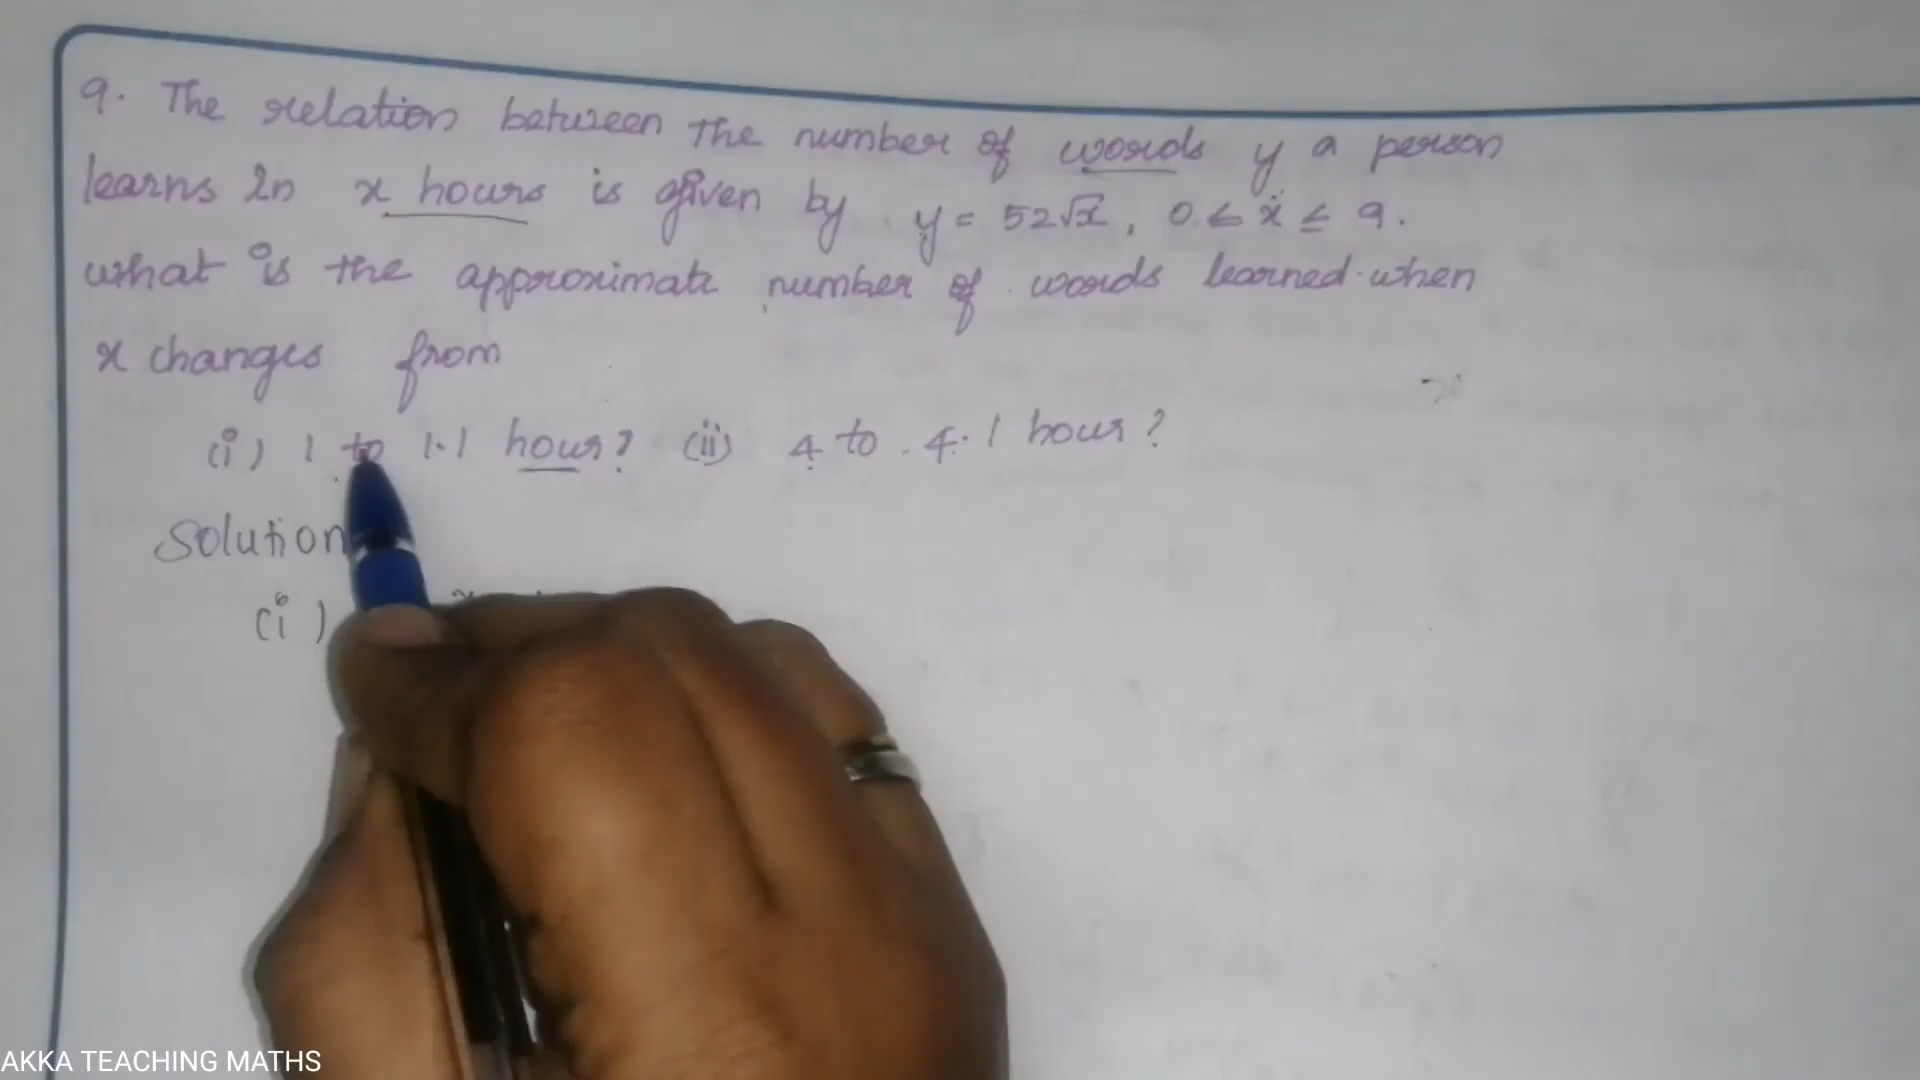 9. The relation between The number of words y a person
learns in x hours is given by y = 52√x, 0 ≤ x ≤ 9.
what is the approximate number of words learned when
x changes from
(i) 1 to 1.1 hour? (ii) 4 to 4.1 hour?
Solution
(i)
AKKA TEACHING MATHS